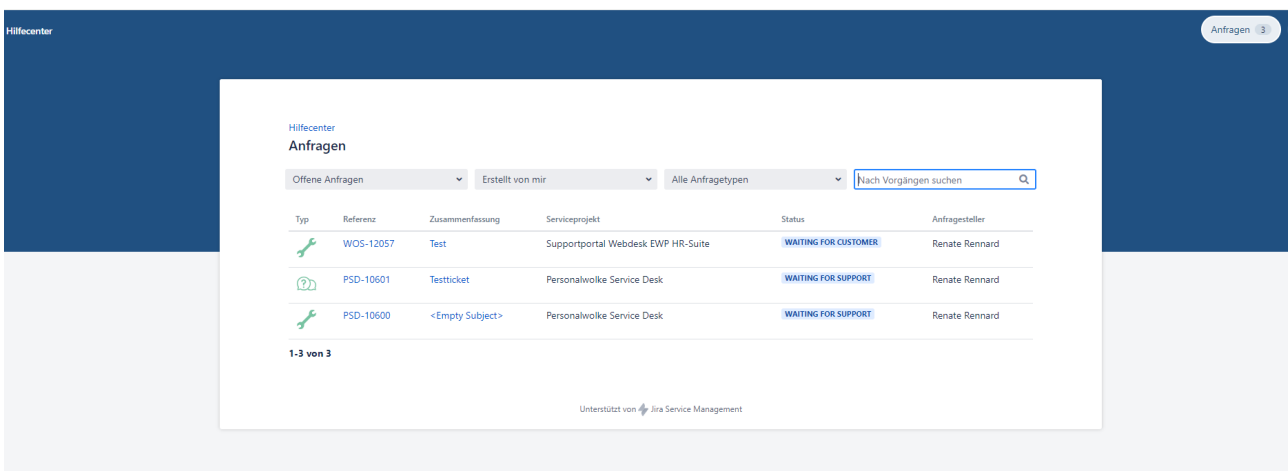 Hilfecenter
Anfragen 3
Hilfecenter
Anfragen
Offene Anfragen Erstellt von mir Alle Anfragetypen Nach Vorgängen suchen
Typ Referenz Zusammenfassung Serviceprojekt Status Anfragesteller
WOS-12057 Test Supportportal Webdesk EWP HR-Suite WAITING FOR CUSTOMER Renate Rennard
PSD-10601 Testticket Personalwolke Service Desk WAITING FOR SUPPORT Renate Rennard
PSD-10600 <Empty Subject> Personalwolke Service Desk WAITING FOR SUPPORT Renate Rennard
1-3 von 3
Unterstützt von Jira Service Management